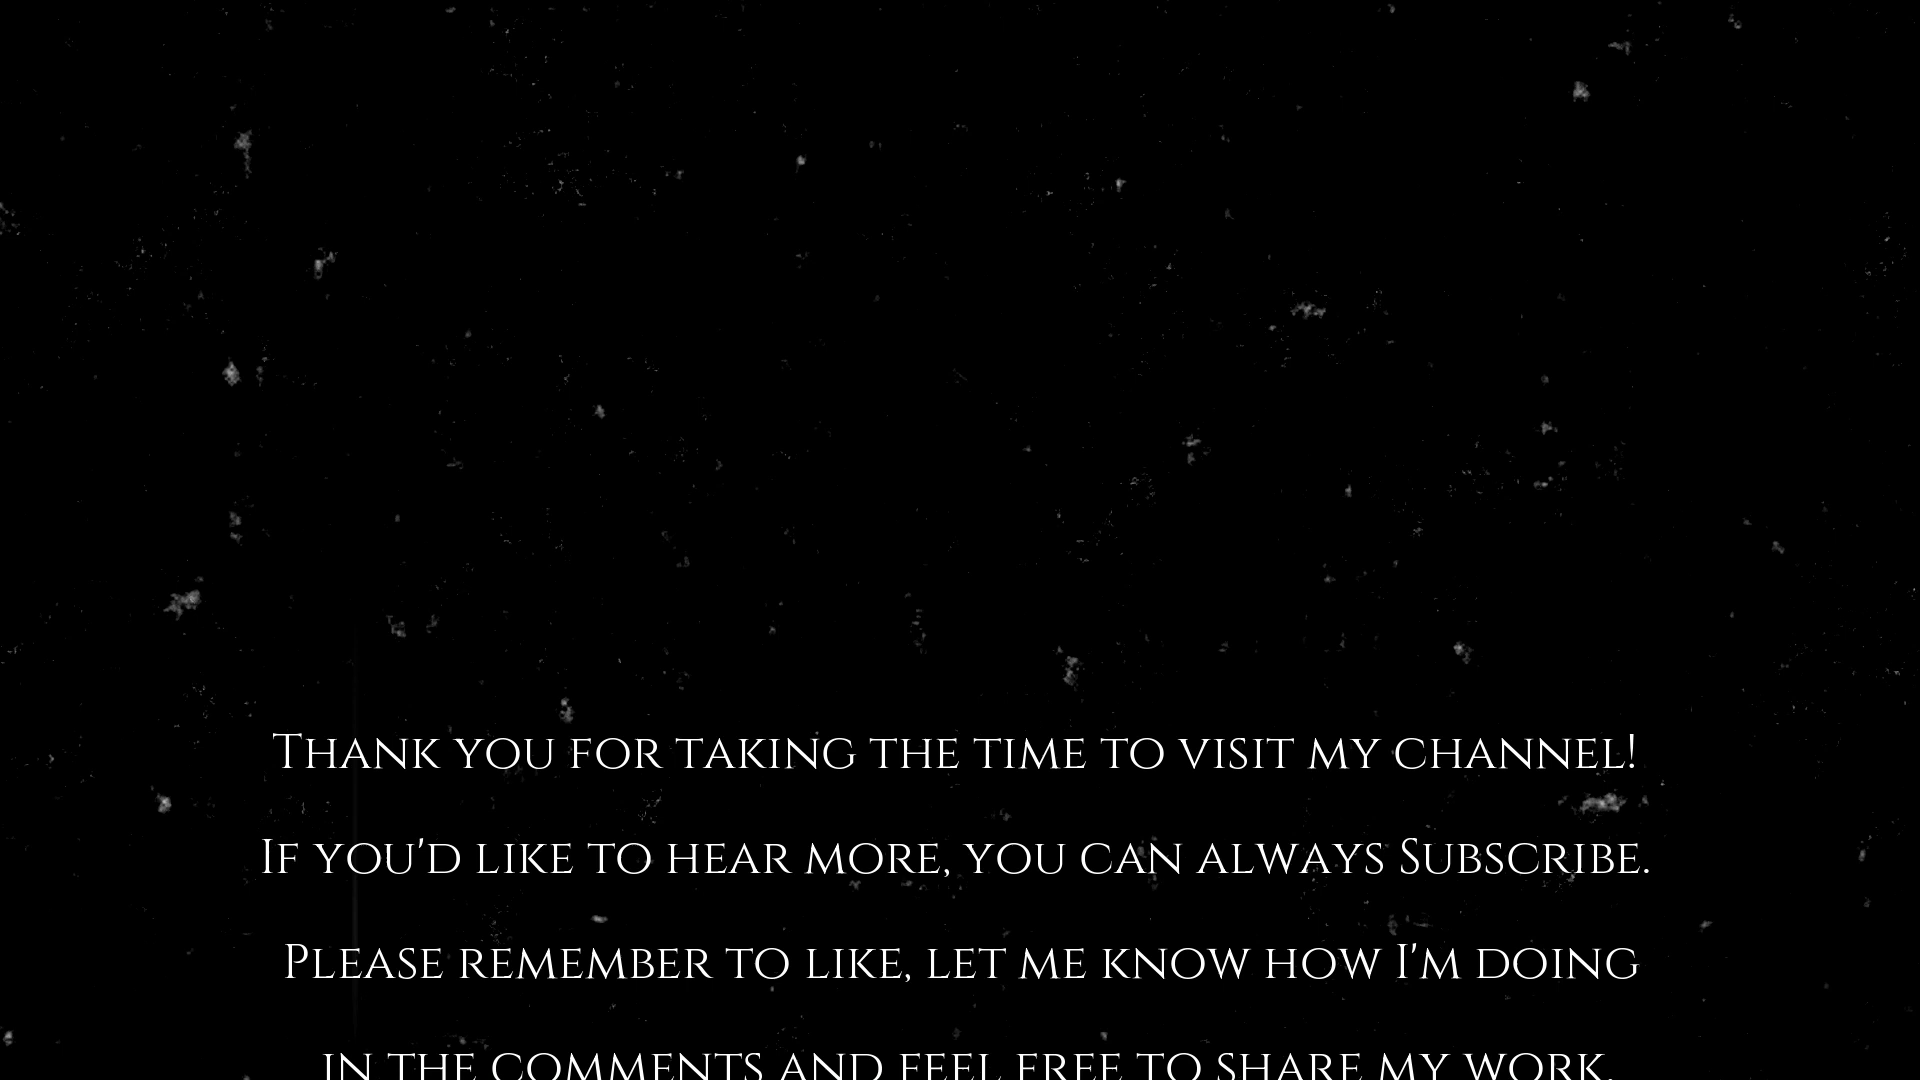 Thank you for taking the time to visit my channel!
If you'd like to hear more, you can always Subscribe.
Please remember to like, let me know how I'm doing
in the comments and feel free to share my work.